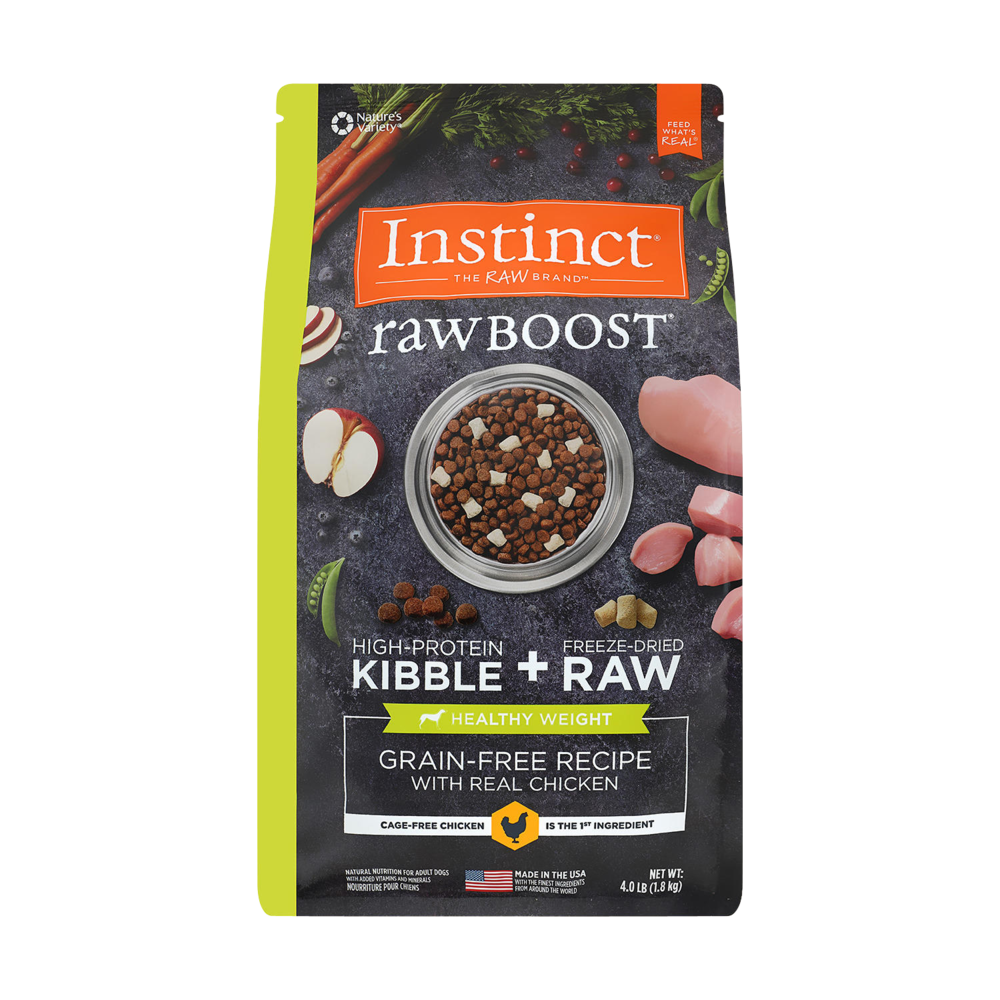 Nature's
Variety®
FEED
WHAT'S
REAL®
Instinct®
THE RAW BRAND™
raw BOOST®
HIGH-PROTEIN
KIBBLE
+
FREEZE-DRIED
RAW
HEALTHY WEIGHT
GRAIN-FREE RECIPE
WITH REAL CHICKEN
CAGE-FREE CHICKEN IS THE 1ST INGREDIENT
NATURAL NUTRITION FOR ADULT DOGS
WITH ADDED VITAMINS AND MINERALS
NOURRITURE POUR CHIENS
MADE IN THE USA
WITH THE FINEST INGREDIENTS
FROM AROUND THE WORLD
NET WT:
4.0 LB (1.8 kg)